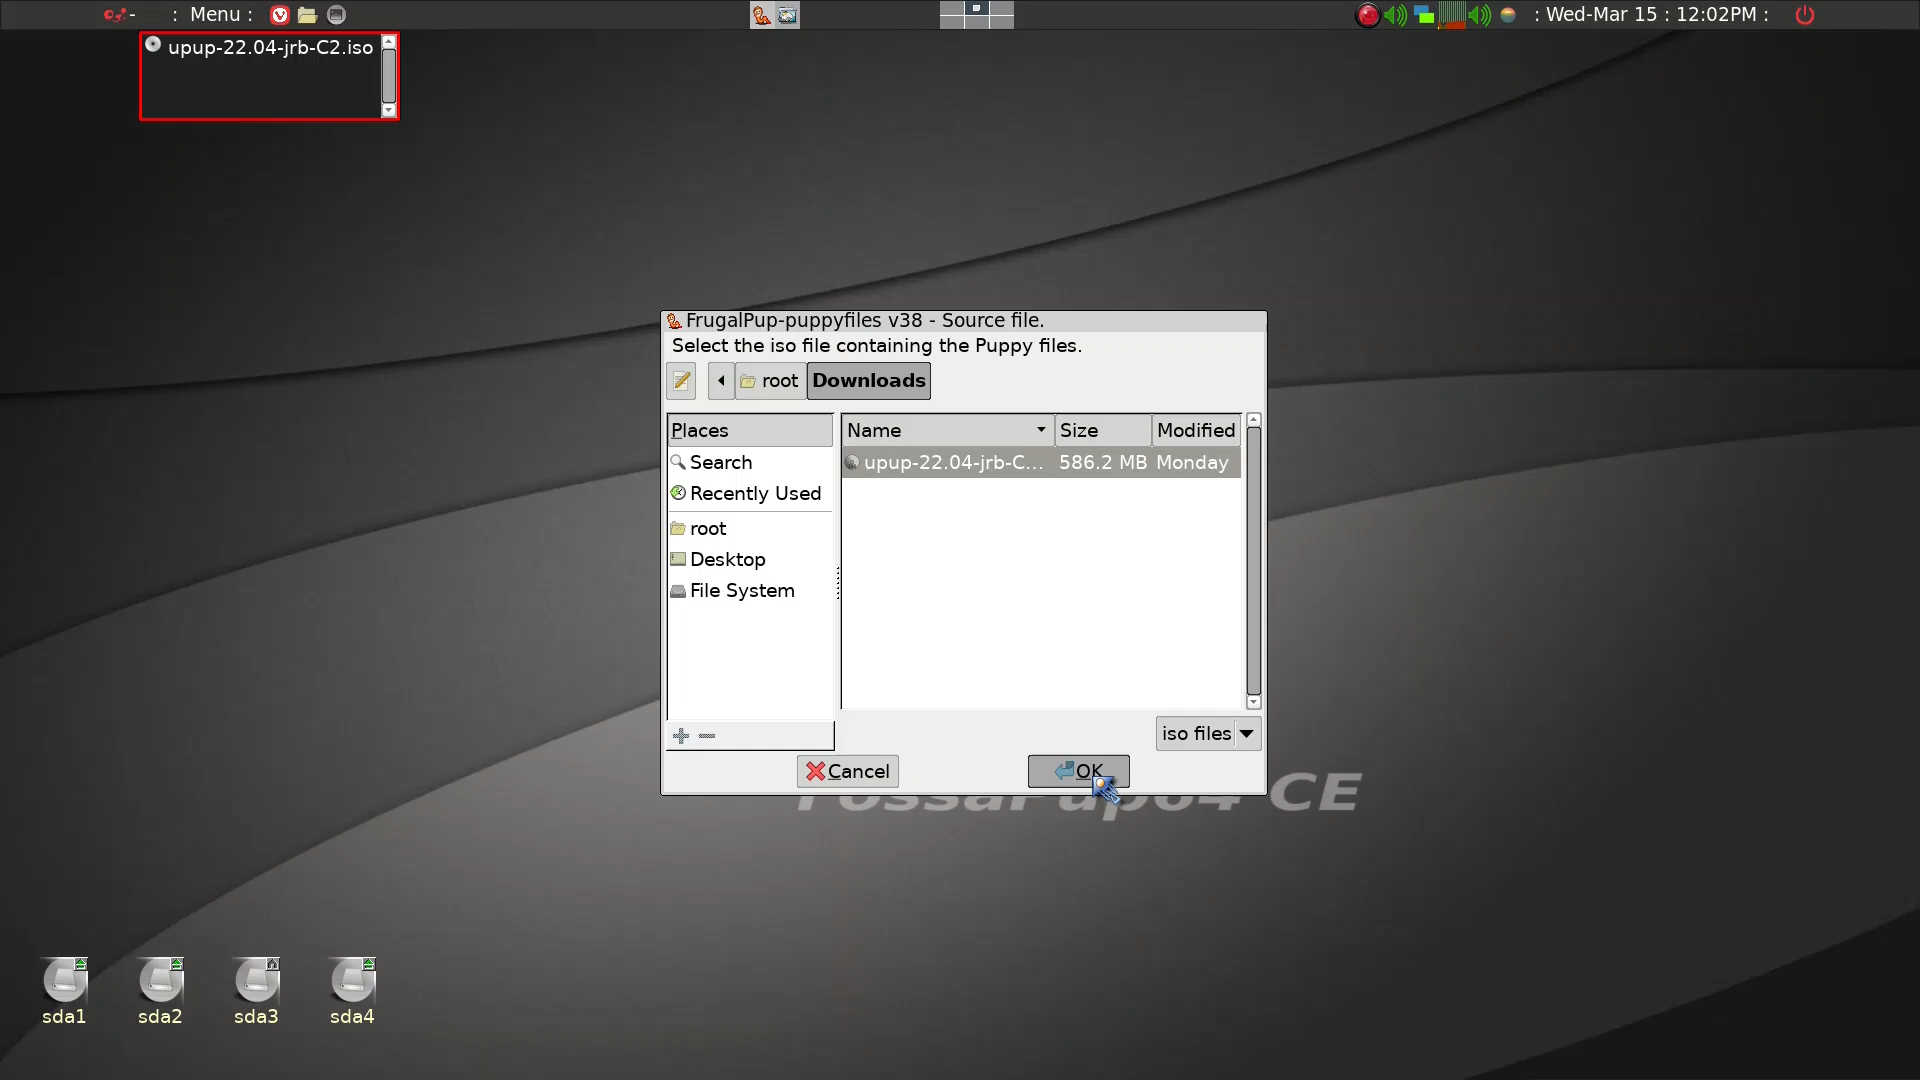 : Menu :
: Wed-Mar 15 : 12:02PM :
upup-22.04-jrb-C2.iso
FrugalPup-puppyfiles v38 - Source file.
Select the iso file containing the Puppy files.
root
Downloads
Places
Name
Size
Modified
Search
upup-22.04-jrb-C...
586.2 MB
Monday
Recently Used
root
Desktop
File System
iso files
Cancel
OK
CE
sda1
sda2
sda3
sda4